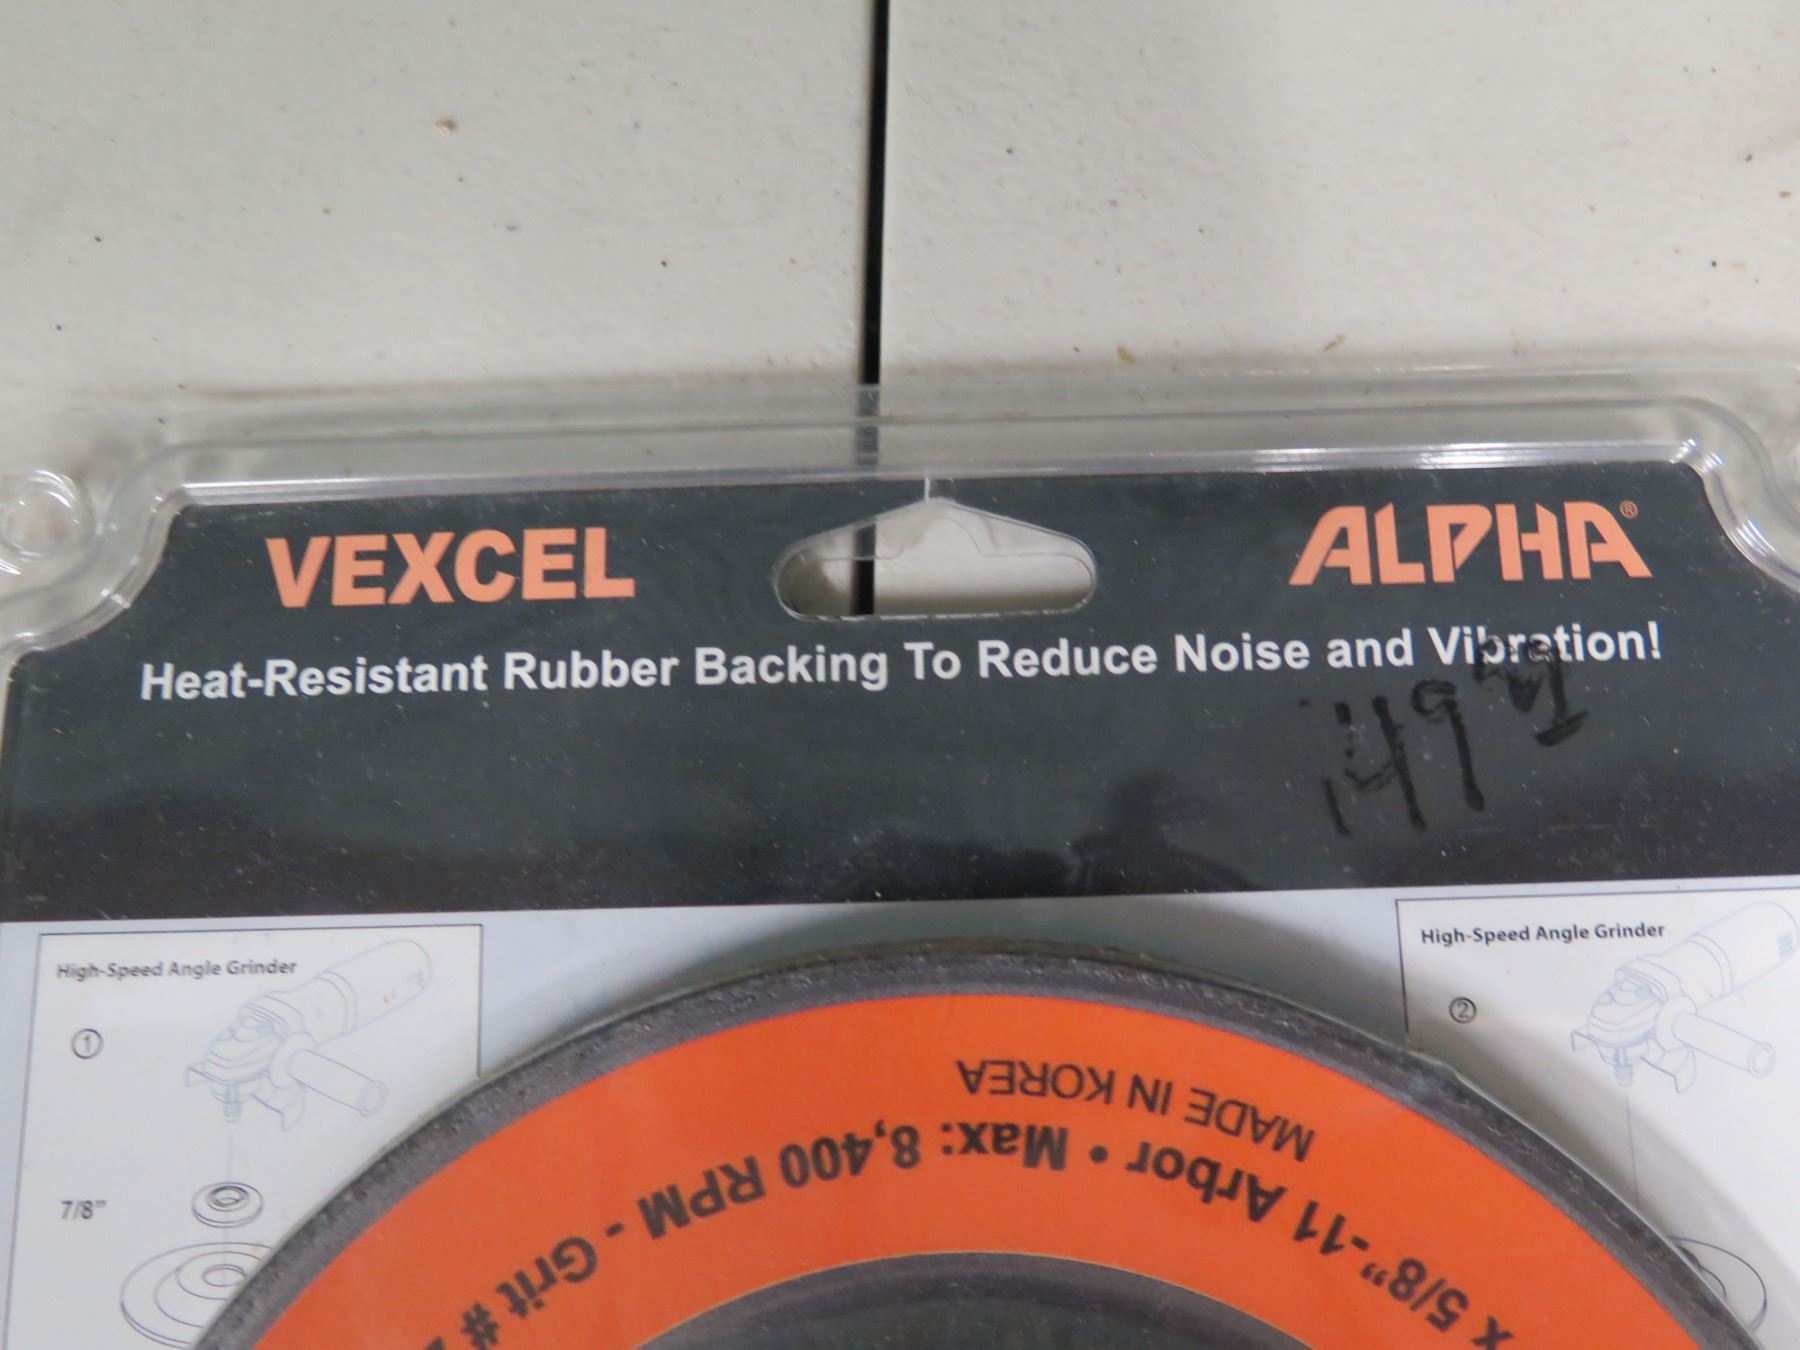 VEXCEL
ALPHA®
Heat-Resistant Rubber Backing To Reduce Noise and Vibration!
149
High-Speed Angle Grinder
1
7/8"
High-Speed Angle Grinder
2
x 5/8"-11 Arbor • Max: 8,400 RPM - Grit #
MADE IN KOREA